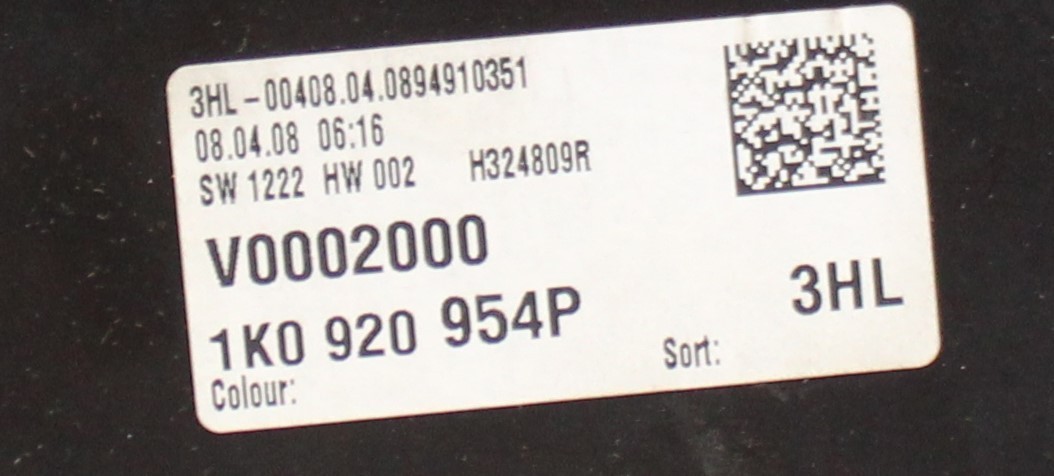 3HL-00408.04.0894910351
08.04.08 06:16
SW 1222 HW 002 H324809R
V0002000
1K0 920 954P 3HL
Colour: Sort: